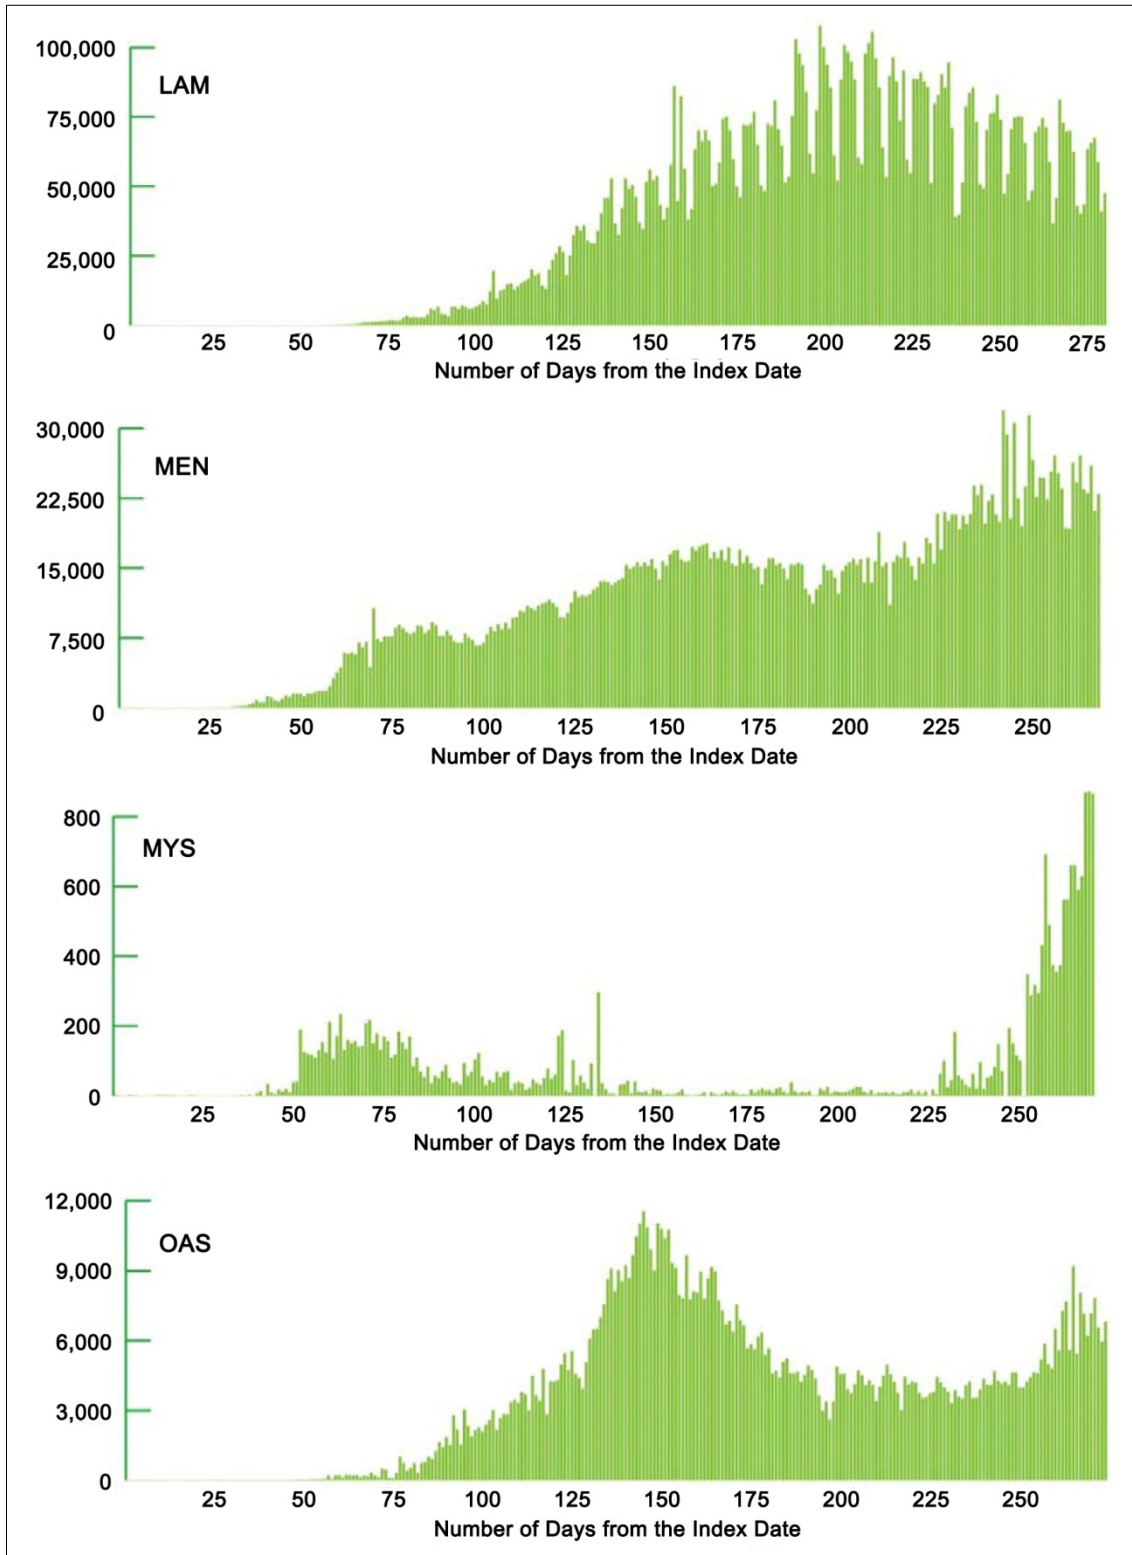 100,000
LAM
75,000
50,000
25,000
0
25 50 75 100 125 150 175 200 225 250 275
Number of Days from the Index Date
30,000
MEN
22,500
15,000
7,500
0
25 50 75 100 125 150 175 200 225 250
Number of Days from the Index Date
800
MYS
600
400
200
0
25 50 75 100 125 150 175 200 225 250
Number of Days from the Index Date
12,000
OAS
9,000
6,000
3,000
0
25 50 75 100 125 150 175 200 225 250
Number of Days from the Index Date